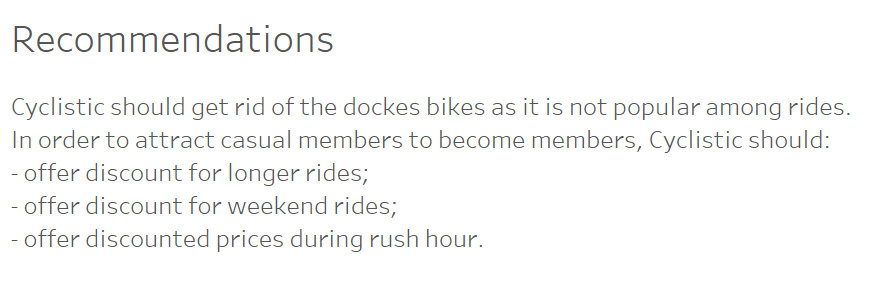 Recommendations
Cyclistic should get rid of the dockes bikes as it is not popular among rides.
In order to attract casual members to become members, Cyclistic should:
- offer discount for longer rides;
- offer discount for weekend rides;
- offer discounted prices during rush hour.